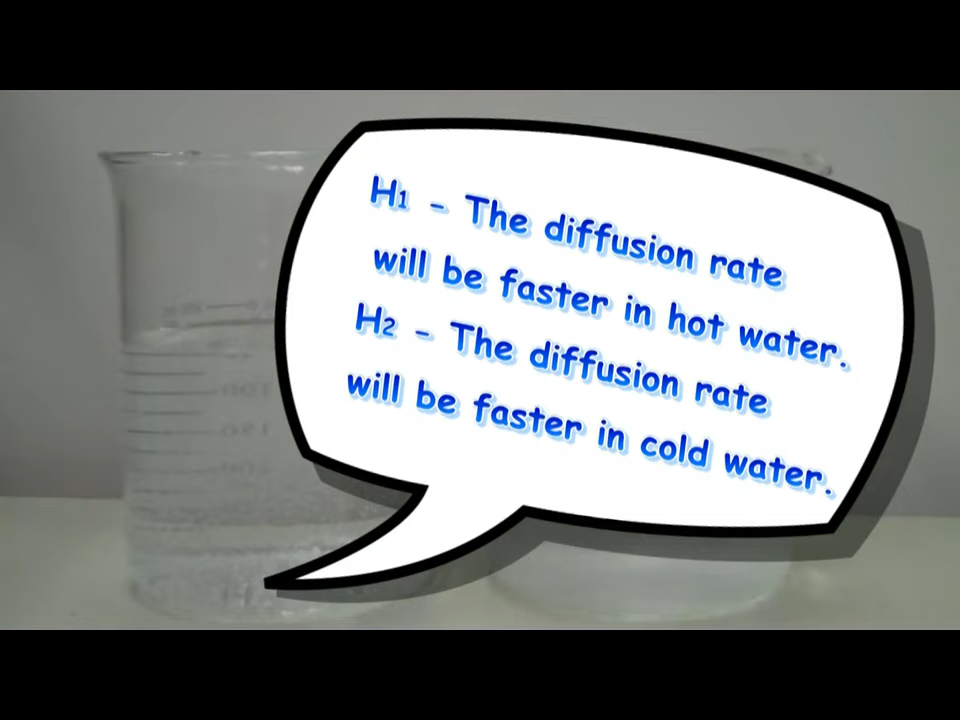 H1 - The diffusion rate
will be faster in hot water.
H2 - The diffusion rate
will be faster in cold water.